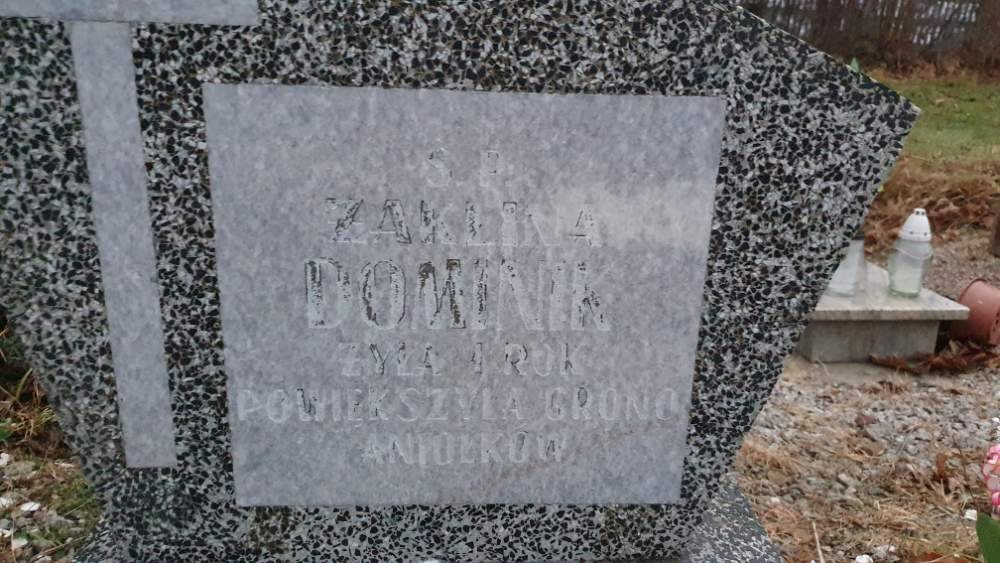 Ś. P.
ŻAKLINA
DOMINIK
ŻYŁA 1 ROK
POWIĘKSZYŁA GRONO
ANIOŁKÓW